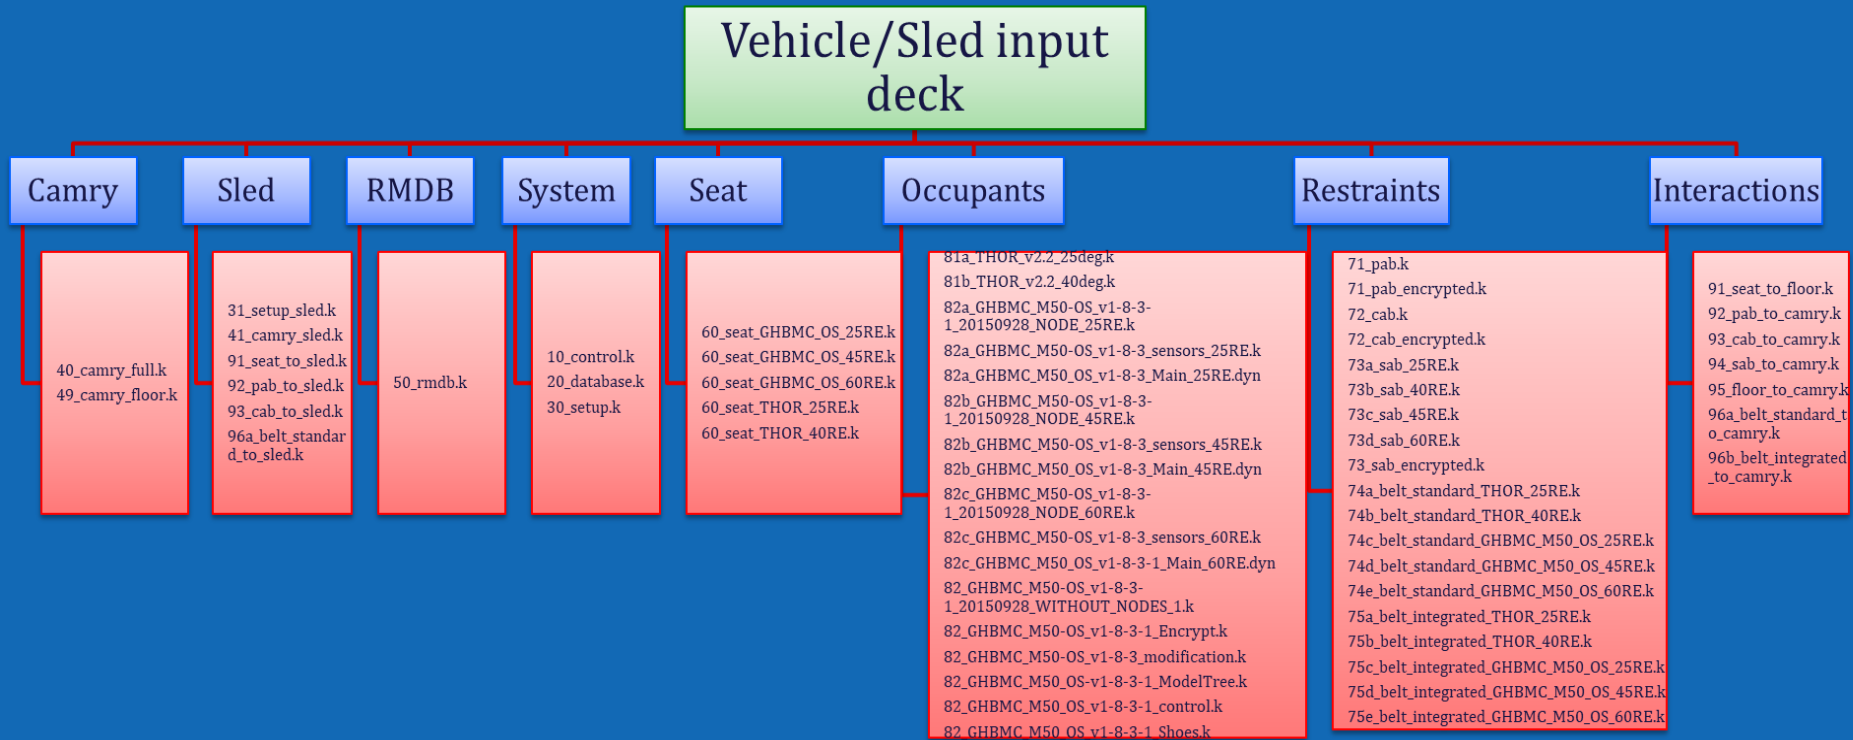 Vehicle/Sled input
deck
Camry
Sled
RMDB
System
Seat
Occupants
Restraints
Interactions
40_camry_full.k
49_camry_floor.k
31_setup_sled.k
41_camry_sled.k
91_seat_to_sled.k
92_pab_to_sled.k
93_cab_to_sled.k
96a_belt_standar
d_to_sled.k
50_rmdb.k
10_control.k
20_database.k
30_setup.k
60_seat_GHBMC_OS_25RE.k
60_seat_GHBMC_OS_45RE.k
60_seat_GHBMC_OS_60RE.k
60_seat_THOR_25RE.k
60_seat_THOR_40RE.k
81a_THOR_v2.2_25deg.k
81b_THOR_v2.2_40deg.k
82a_GHBMC_M50-OS_v1-8-3-
1_20150928_NODE_25RE.k
82a_GHBMC_M50-OS_v1-8-3_sensors_25RE.k
82a_GHBMC_M50_OS_v1-8-3_Main_25RE.dyn
82b_GHBMC_M50-OS_v1-8-3-
1_20150928_NODE_45RE.k
82b_GHBMC_M50-OS_v1-8-3_sensors_45RE.k
82b_GHBMC_M50_OS_v1-8-3_Main_45RE.dyn
82c_GHBMC_M50-OS_v1-8-3-
1_20150928_NODE_60RE.k
82c_GHBMC_M50-OS_v1-8-3_sensors_60RE.k
82c_GHBMC_M50_OS_v1-8-3-1_Main_60RE.dyn
82_GHBMC_M50-OS_v1-8-3-
1_20150928_WITHOUT_NODES_1.k
82_GHBMC_M50-OS_v1-8-3-1_Encrypt.k
82_GHBMC_M50-OS_v1-8-3_modification.k
82_GHBMC_M50_OS-v1-8-3-1_ModelTree.k
82_GHBMC_M50_OS_v1-8-3-1_control.k
82_GHBMC_M50_OS_v1-8-3-1_Shoes.k
71_pab.k
71_pab_encrypted.k
72_cab.k
72_cab_encrypted.k
73a_sab_25RE.k
73b_sab_40RE.k
73c_sab_45RE.k
73d_sab_60RE.k
73_sab_encrypted.k
74a_belt_standard_THOR_25RE.k
74b_belt_standard_THOR_40RE.k
74c_belt_standard_GHBMC_M50_OS_25RE.k
74d_belt_standard_GHBMC_M50_OS_45RE.k
74e_belt_standard_GHBMC_M50_OS_60RE.k
75a_belt_integrated_THOR_25RE.k
75b_belt_integrated_THOR_40RE.k
75c_belt_integrated_GHBMC_M50_OS_25RE.k
75d_belt_integrated_GHBMC_M50_OS_45RE.k
75e_belt_integrated_GHBMC_M50_OS_60RE.k
91_seat_to_floor.k
92_pab_to_camry.k
93_cab_to_camry.k
94_sab_to_camry.k
95_floor_to_camry.k
96a_belt_standard_t
o_camry.k
96b_belt_integrated
_to_camry.k